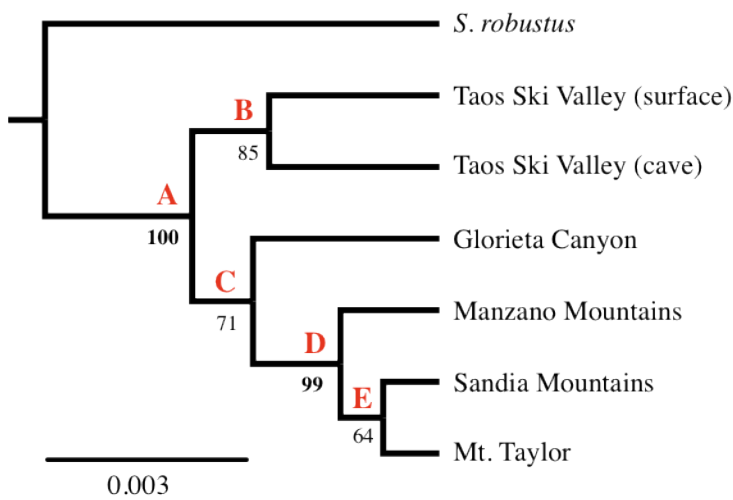 S. robustus
Taos Ski Valley (surface)
B
85
Taos Ski Valley (cave)
A
100
Glorieta Canyon
C
71
Manzano Mountains
D
99
Sandia Mountains
E
64
Mt. Taylor
0.003